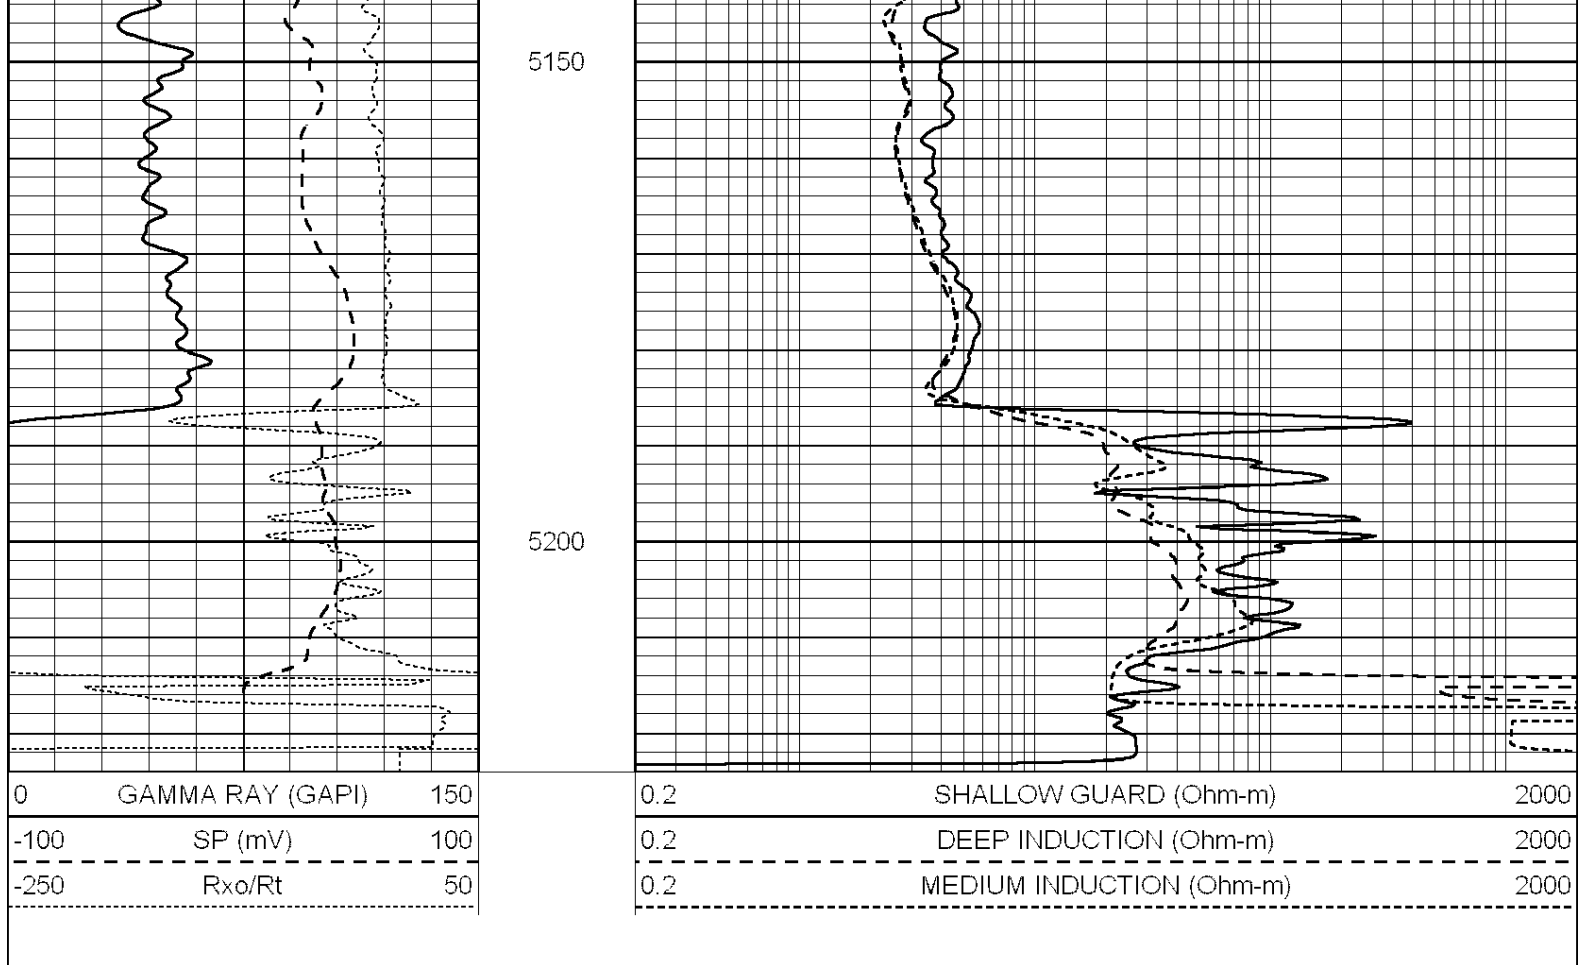 5150
5200
0 GAMMA RAY (GAPI) 150
0.2 SHALLOW GUARD (Ohm-m) 2000
-100 SP (mV) 100
0.2 DEEP INDUCTION (Ohm-m) 2000
-250 Rxo/Rt 50
0.2 MEDIUM INDUCTION (Ohm-m) 2000